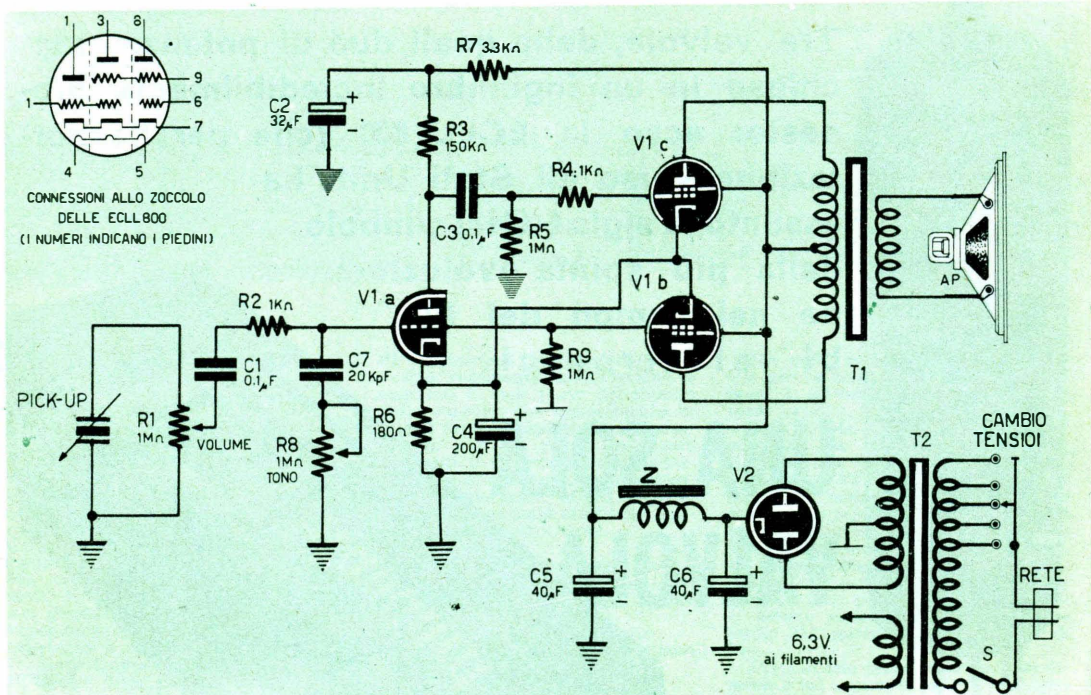 1 3 8
9
1 6
7
4 5
CONNESSIONI ALLO ZOCCOLO
DELLE ECLL800
(I NUMERI INDICANO I PIEDINI)
R7 3.3KΩ
C2
32µF
+
R3
150KΩ
C3 0.1µF
R4:1KΩ
R5
1MΩ
V1 c
V1 b
V1 a
R2 1KΩ
C1
0.1µF
C7
20KpF
PICK-UP
R1
1MΩ
VOLUME
R8
1MΩ
TONO
R6
180Ω
C4
200µF
+
-
R9
1MΩ
T1
AP
Z
V2
C5
40µF
+
-
C6
40µF
+
-
T2
CAMBIO
TENSIOI
RETE
S
6,3V.
ai filamenti